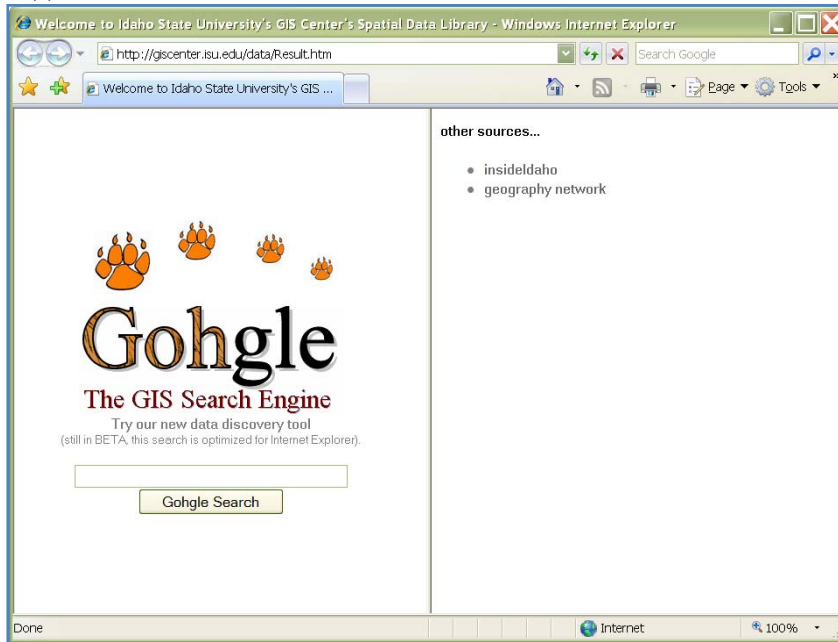 Welcome to Idaho State University's GIS Center's Spatial Data Library - Windows Internet Explorer
http://giscenter.isu.edu/data/Result.htm
Search Google
Welcome to Idaho State University's GIS ...
Page
Tools
»
other sources...
insideIdaho
geography network
Gohgle
The GIS Search Engine
Try our new data discovery tool
(still in BETA, this search is optimized for Internet Explorer).
Gohgle Search
Done
Internet
100%